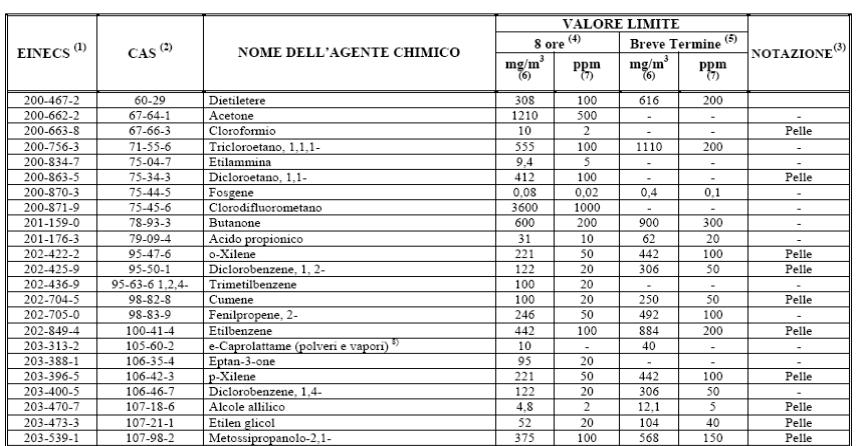 VALORE LIMITE
EINECS (1) CAS (2) NOME DELL'AGENTE CHIMICO 8 ore (4) Breve Termine (5) NOTAZIONE(3)
mg/m3 (6) ppm (7) mg/m3 (6) ppm (7)
200-467-2 60-29 Dietiletere 308 100 616 200
200-662-2 67-64-1 Acetone 1210 500 - - -
200-663-8 67-66-3 Cloroformio 10 2 - - Pelle
200-756-3 71-55-6 Tricloroetano, 1,1,1- 555 100 1110 200 -
200-834-7 75-04-7 Etilammina 9,4 5 - - -
200-863-5 75-34-3 Dicloroetano, 1,1- 412 100 - - Pelle
200-870-3 75-44-5 Fosgene 0,08 0,02 0,4 0,1 -
200-871-9 75-45-6 Clorodifluorometano 3600 1000 - - -
201-159-0 78-93-3 Butanone 600 200 900 300 -
201-176-3 79-09-4 Acido propionico 31 10 62 20 -
202-422-2 95-47-6 o-Xilene 221 50 442 100 Pelle
202-425-9 95-50-1 Diclorobenzene, 1, 2- 122 20 306 50 Pelle
202-436-9 95-63-6 1,2,4- Trimetilbenzene 100 20 - - -
202-704-5 98-82-8 Cumene 100 20 250 50 Pelle
202-705-0 98-83-9 Fenilpropene, 2- 246 50 492 100 -
202-849-4 100-41-4 Etilbenzene 442 100 884 200 Pelle
203-313-2 105-60-2 e-Caprolattame (polveri e vapori) 8) 10 - 40 - -
203-388-1 106-35-4 Eptan-3-one 95 20 - - -
203-396-5 106-42-3 p-Xilene 221 50 442 100 Pelle
203-400-5 106-46-7 Diclorobenzene, 1,4- 122 20 306 50 -
203-470-7 107-18-6 Alcole allilico 4,8 2 12,1 5 Pelle
203-473-3 107-21-1 Etilen glicol 52 20 104 40 Pelle
203-539-1 107-98-2 Metossipropanolo-2,1- 375 100 568 150 Pelle